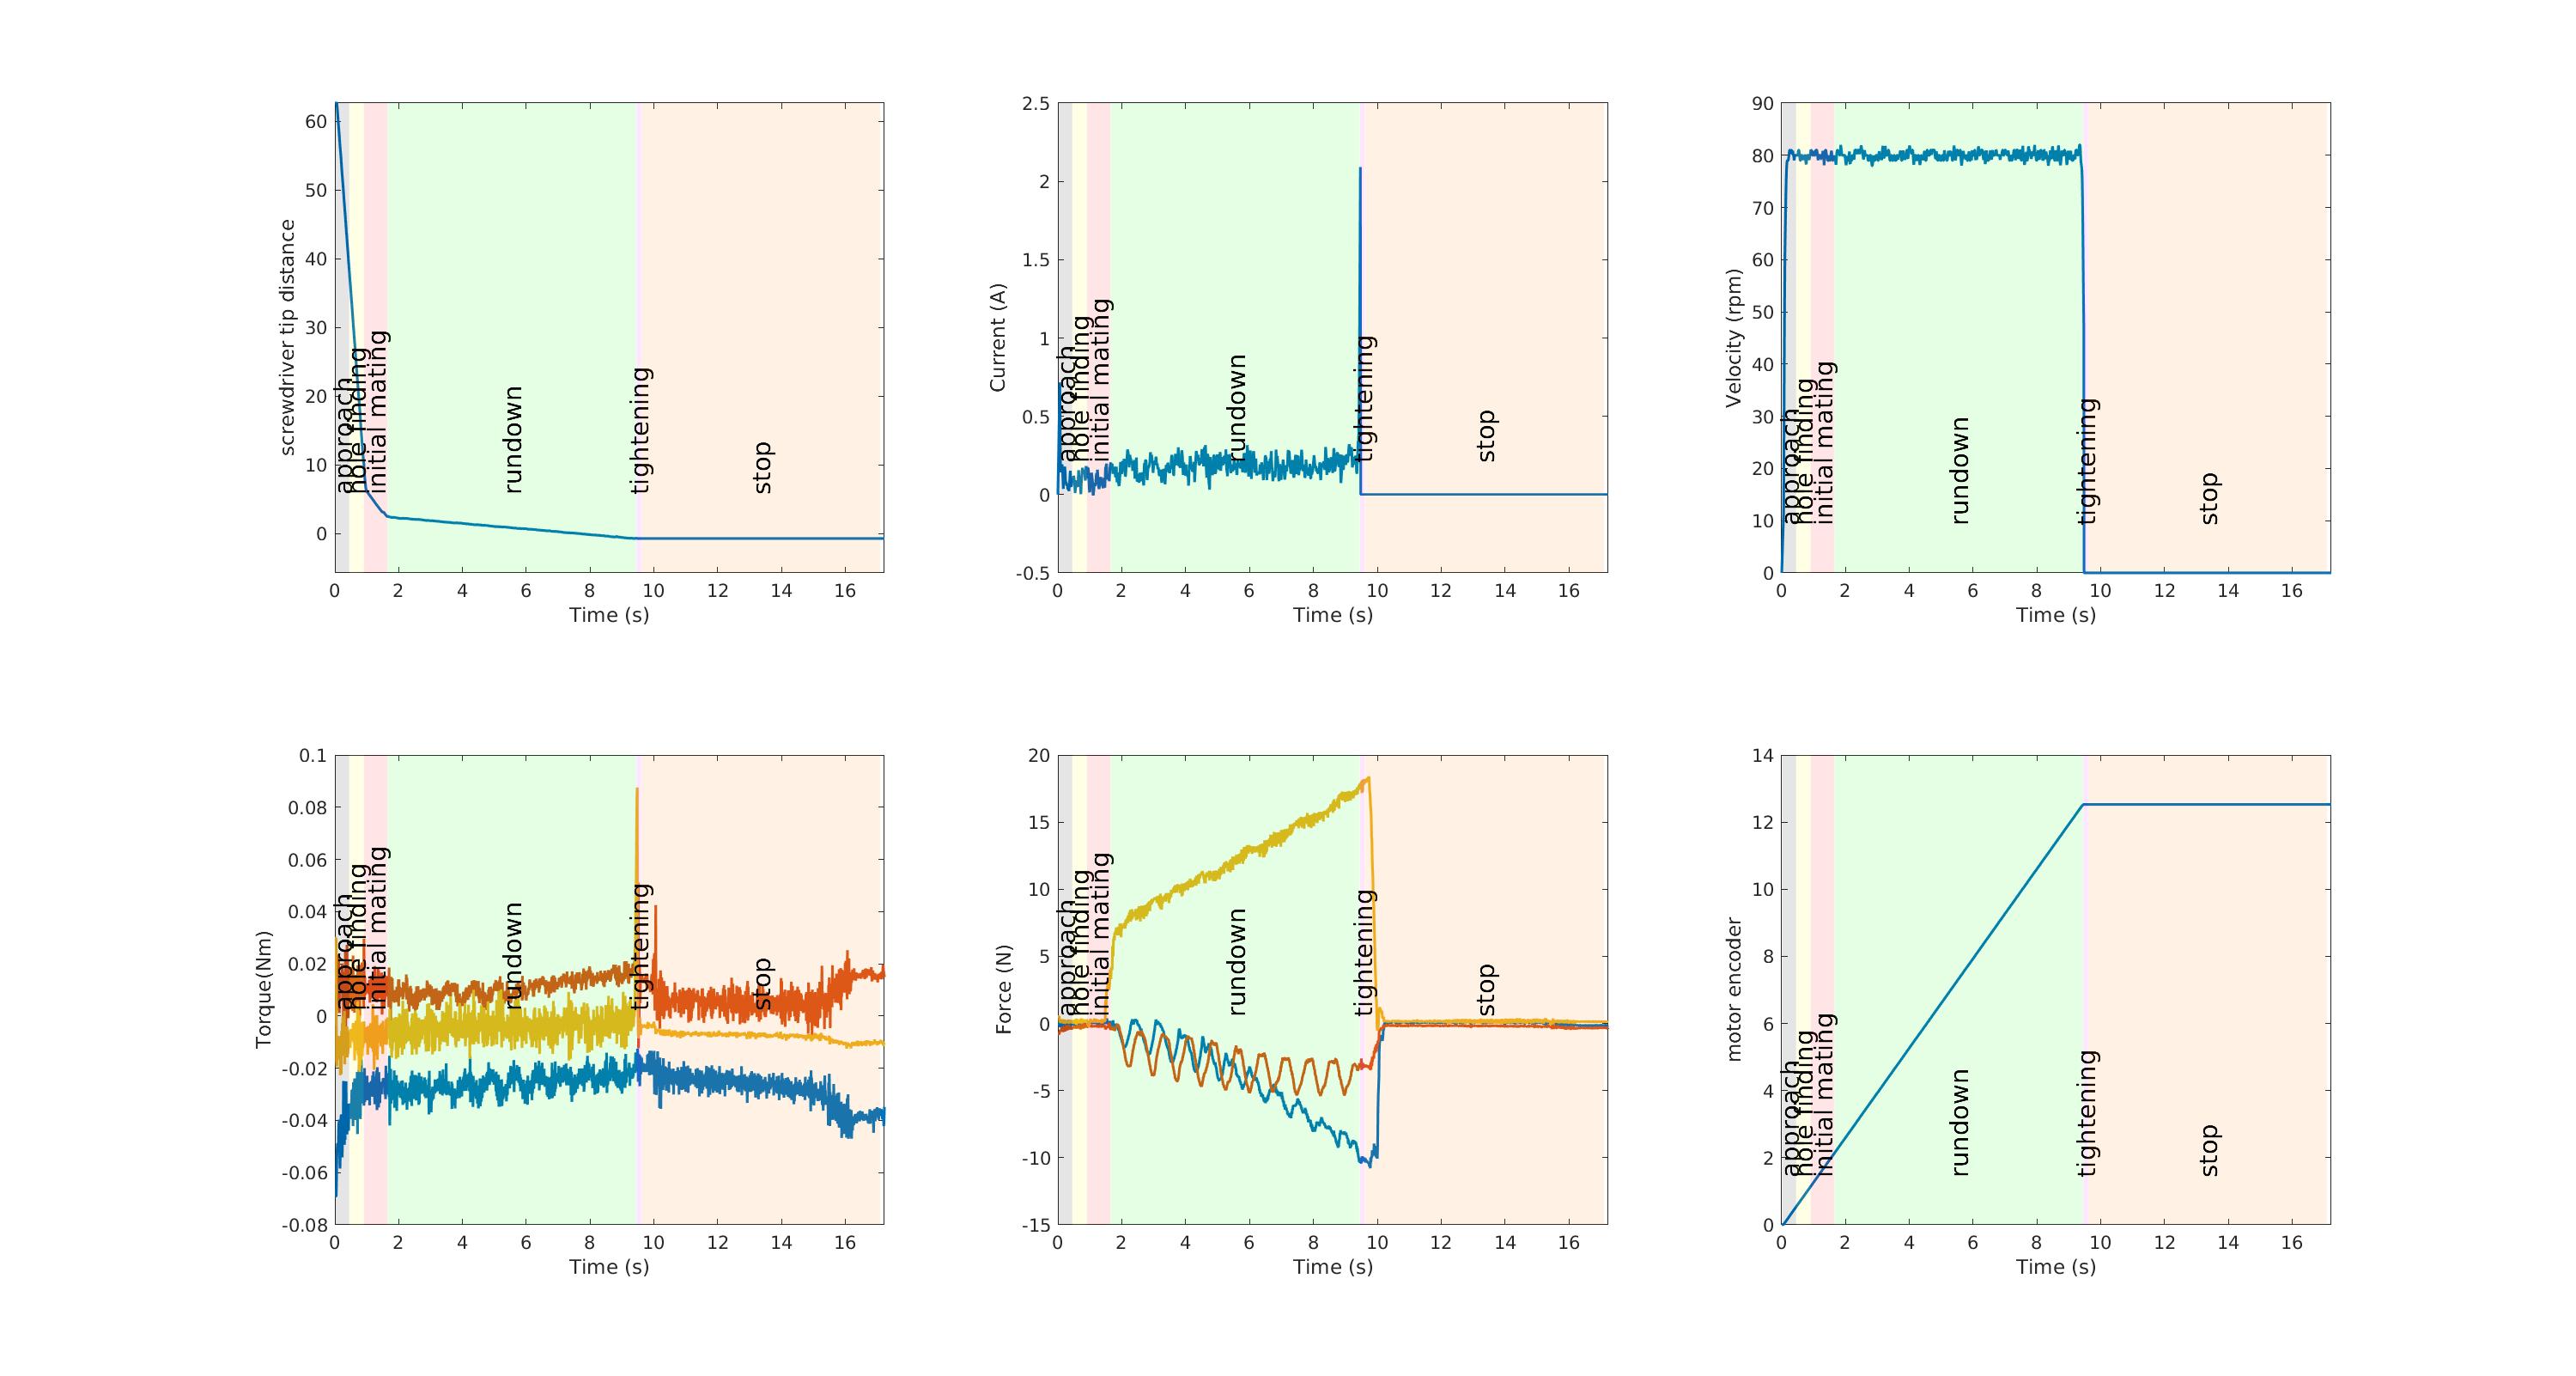 screwdriver tip distance
60
50
40
30
20
10
0
approach
hole finding
initial mating
rundown
tightening
stop
0 2 4 6 8 10 12 14 16
Time (s)
Current (A)
2.5
2
1.5
1
0.5
0
-0.5
approach
hole finding
initial mating
rundown
tightening
stop
0 2 4 6 8 10 12 14 16
Time (s)
Velocity (rpm)
90
80
70
60
50
40
30
20
10
0
approach
hole finding
initial mating
rundown
tightening
stop
0 2 4 6 8 10 12 14 16
Time (s)
Torque(Nm)
0.1
0.08
0.06
0.04
0.02
0
-0.02
-0.04
-0.06
-0.08
approach
hole finding
initial mating
rundown
tightening
stop
0 2 4 6 8 10 12 14 16
Time (s)
Force (N)
20
15
10
5
0
-5
-10
-15
approach
hole finding
initial mating
rundown
tightening
stop
0 2 4 6 8 10 12 14 16
Time (s)
motor encoder
14
12
10
8
6
4
2
0
approach
hole finding
initial mating
rundown
tightening
stop
0 2 4 6 8 10 12 14 16
Time (s)